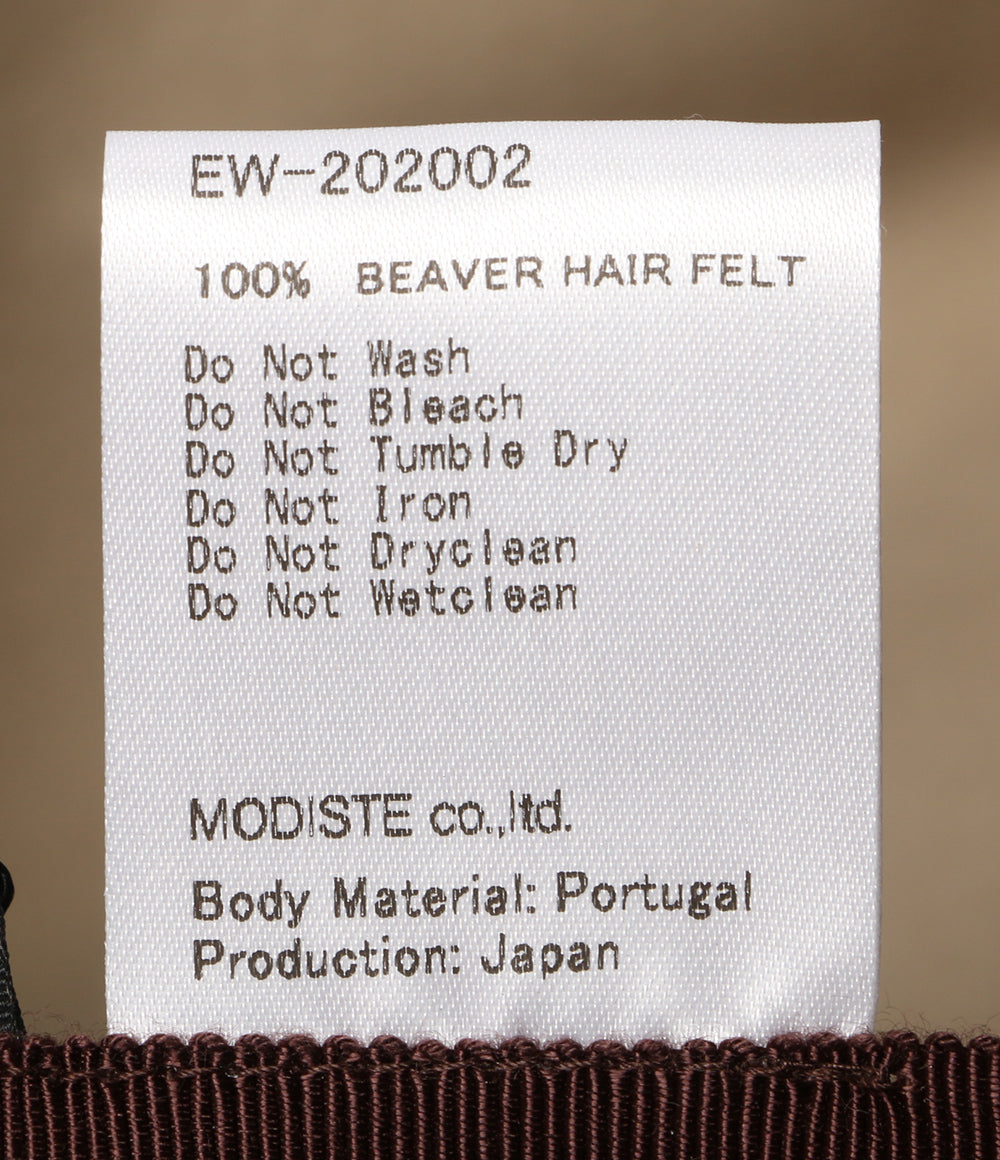 EW-202002
100% BEAVER HAIR FELT
Do Not Wash
Do Not Bleach
Do Not Tumble Dry
Do Not Iron
Do Not Dryclean
Do Not Wetclean
MODISTE co.,ltd.
Body Material: Portugal
Production: Japan